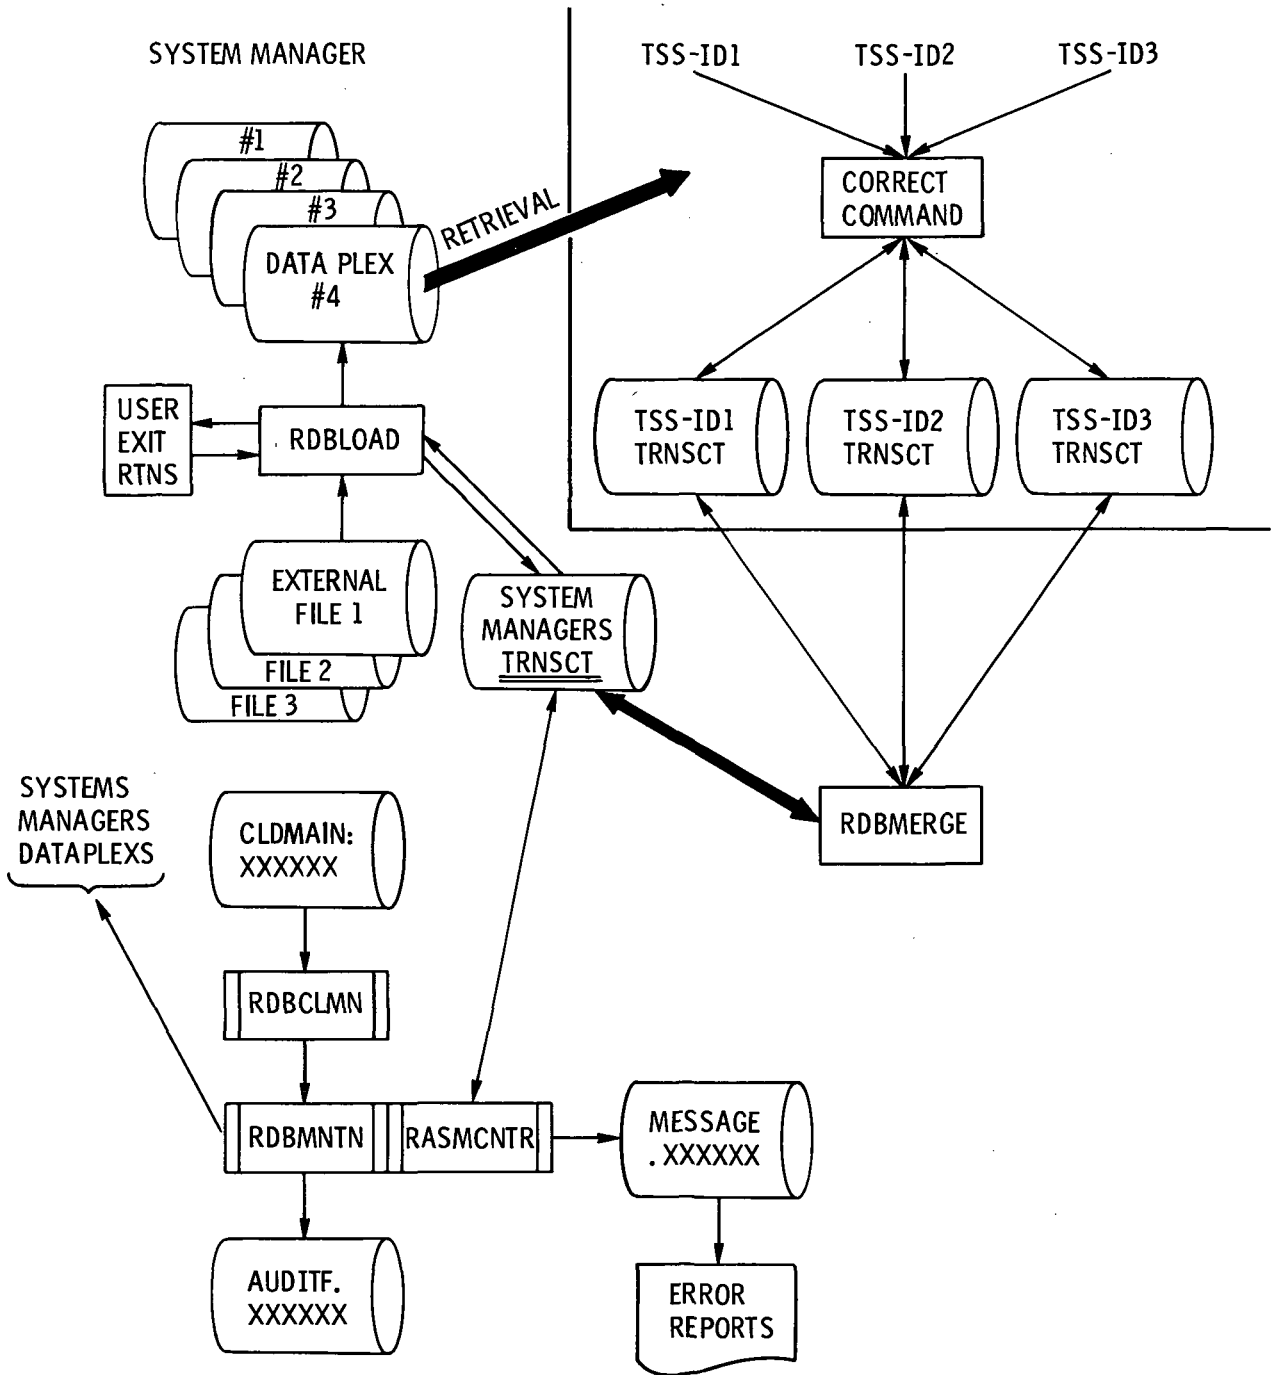 SYSTEM MANAGER
TSS-ID1
TSS-ID2
TSS-ID3
#1
#2
#3
DATA PLEX
#4
RETRIEVAL
CORRECT
COMMAND
USER
EXIT
RTNS
RDBLOAD
TSS-ID1
TRNSCT
TSS-ID2
TRNSCT
TSS-ID3
TRNSCT
EXTERNAL
FILE 1
FILE 2
FILE 3
SYSTEM
MANAGERS
TRNSCT
SYSTEMS
MANAGERS
DATAPLEXS
CLDMAIN:
XXXXXX
RDBMERGE
RDBCLMN
RDBMNTN
RASMCNTR
MESSAGE
. XXXXXX
AUDITF.
XXXXXX
ERROR
REPORTS